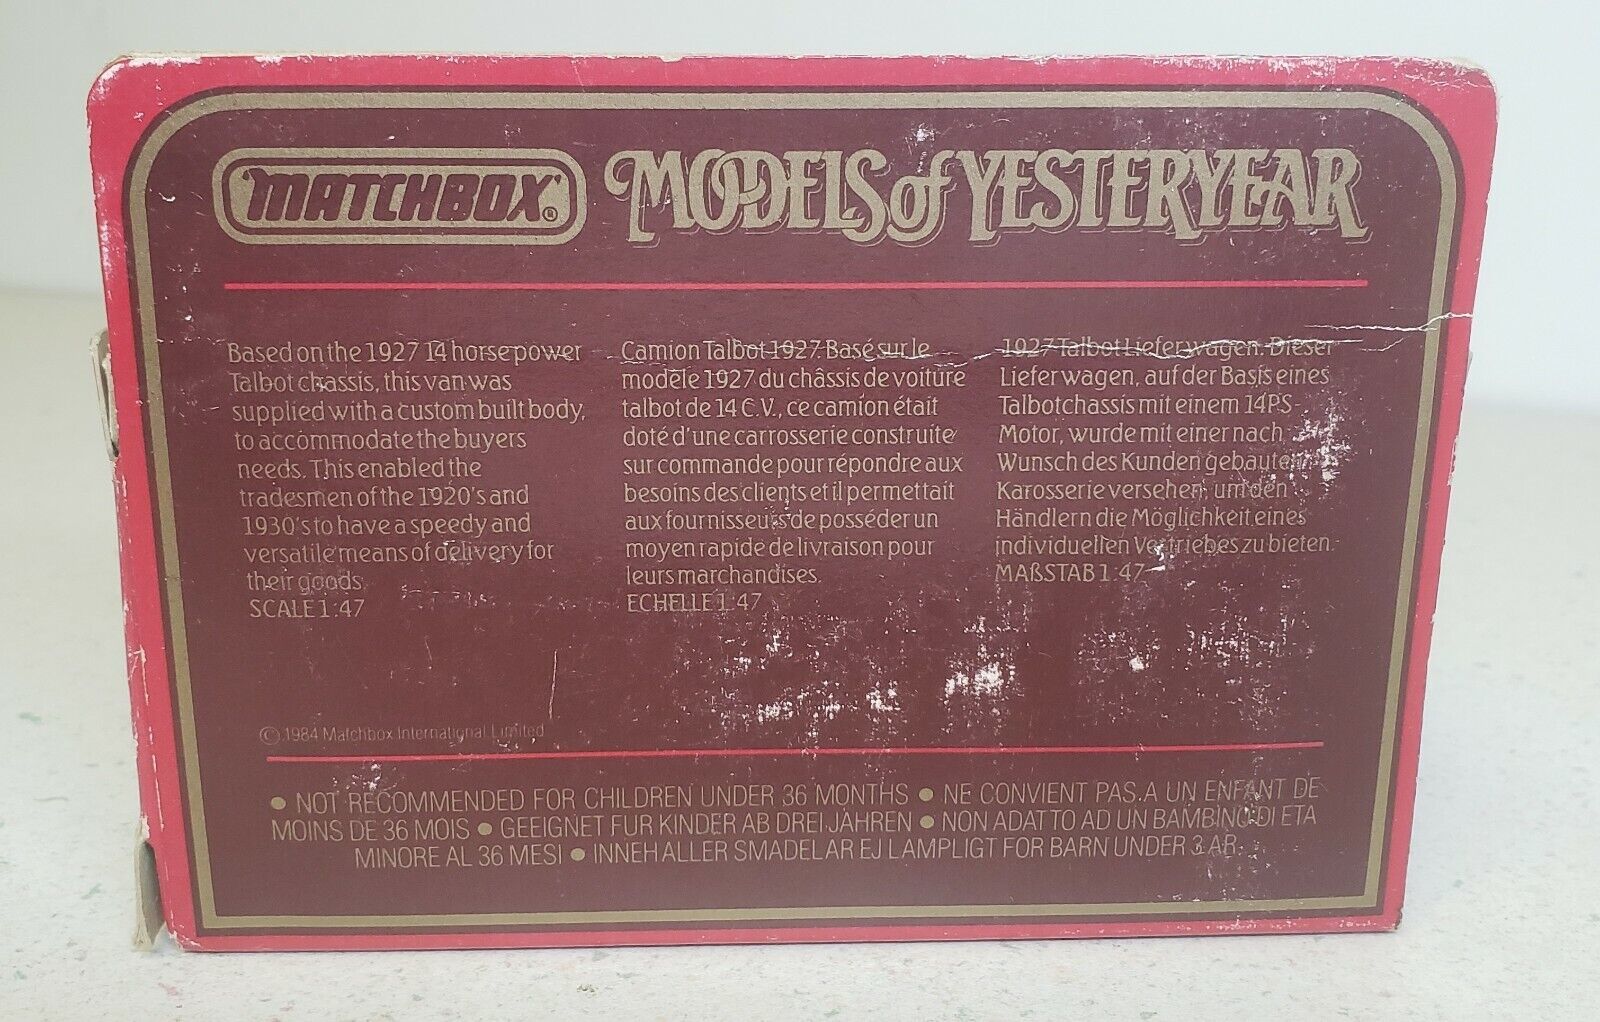 MATCHBOX ®
MODELS of YESTERYEAR
Based on the 1927 14 horsepower
Talbot chassis, this van was
supplied with a custom built body,
to accommodate the buyers
needs. This enabled the
tradesmen of the 1920's and
1930's to have a speedy and
versatile means of delivery for
their goods.
SCALE 1:47
Camion Talbot 1927 Basé sur le
modèle 1927 du châssis de voiture
talbot de 14 C.V., ce camion était
doté d'une carrosserie construite
sur commande pour répondre aux
besoins des clients et il permettait
aux fournisseurs de posséder un
moyen rapide de livraison pour
leurs marchandises.
ECHELLE 1:47
1927 Talbot Lieferwagen. Dieser
Lieferwagen, auf der Basis eines
Talbotchassis mit einem 14PS-
Motor, wurde mit einer nach
Wunsch des Kunden gebauten
Karosserie versehen, um den
Händlern die Möglichkeit eines
individuellen Vertriebes zu bieten.
MAßSTAB 1:47
© 1984 Matchbox International Limited
• NOT RECOMMENDED FOR CHILDREN UNDER 36 MONTHS • NE CONVIENT PAS A UN ENFANT DE
MOINS DE 36 MOIS • GEEIGNET FUR KINDER AB DREI JAHREN • NON ADATTO AD UN BAMBINO DI ETA
MINORE AL 36 MESI • INNEHALLER SMADELAR EJ LAMPLIGT FOR BARN UNDER 3 AR